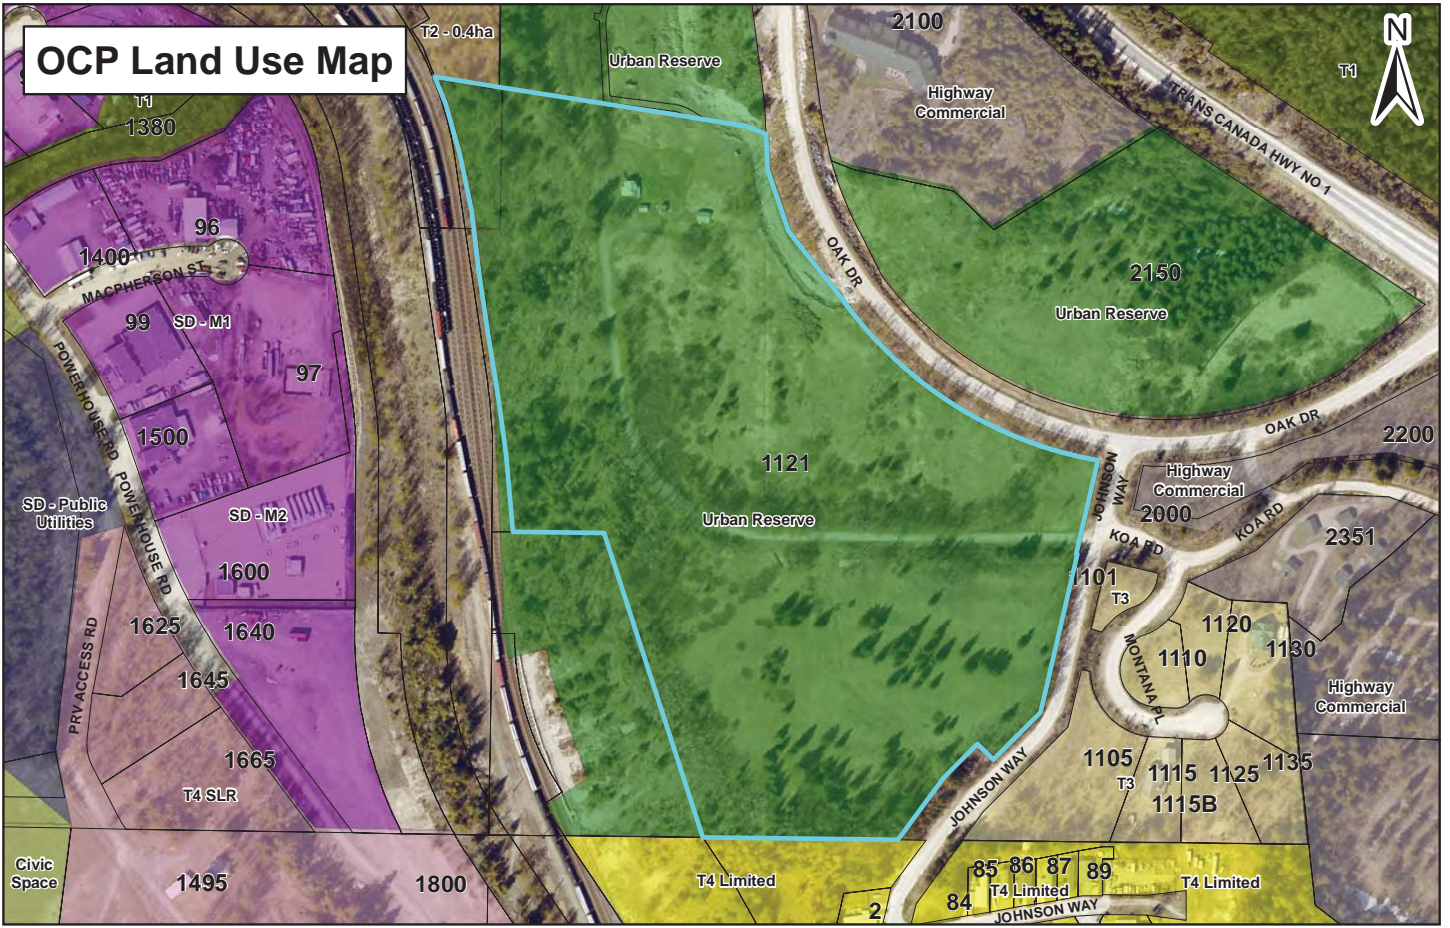 OCP Land Use Map
T2 - 0.4ha
2100
Urban Reserve
N
T1
Highway
Commercial
TRANS CANADA HWY NO 1
T1
1380
96
1400
MACPHERSON ST
OAK DR
2150
Urban Reserve
99
SD - M1
97
POWERHOUSE RD
1500
1121
OAK DR
2200
Highway
Commercial
JOHNSON
WAY
2000
SD - Public
Utilities
POWERHOUSE RD
SD - M2
Urban Reserve
KOA RD
KOA RD
2351
1600
1101
T3
1625
1640
1120
1110
1130
MONTANA PL
PRV ACCESS RD
1645
Highway
Commercial
1665
1105
T3
1115
1125
1135
1115B
T4 SLR
JOHNSON WAY
Civic
Space
1495
1800
T4 Limited
85
86
87
89
T4 Limited
T4 Limited
84
2
JOHNSON WAY